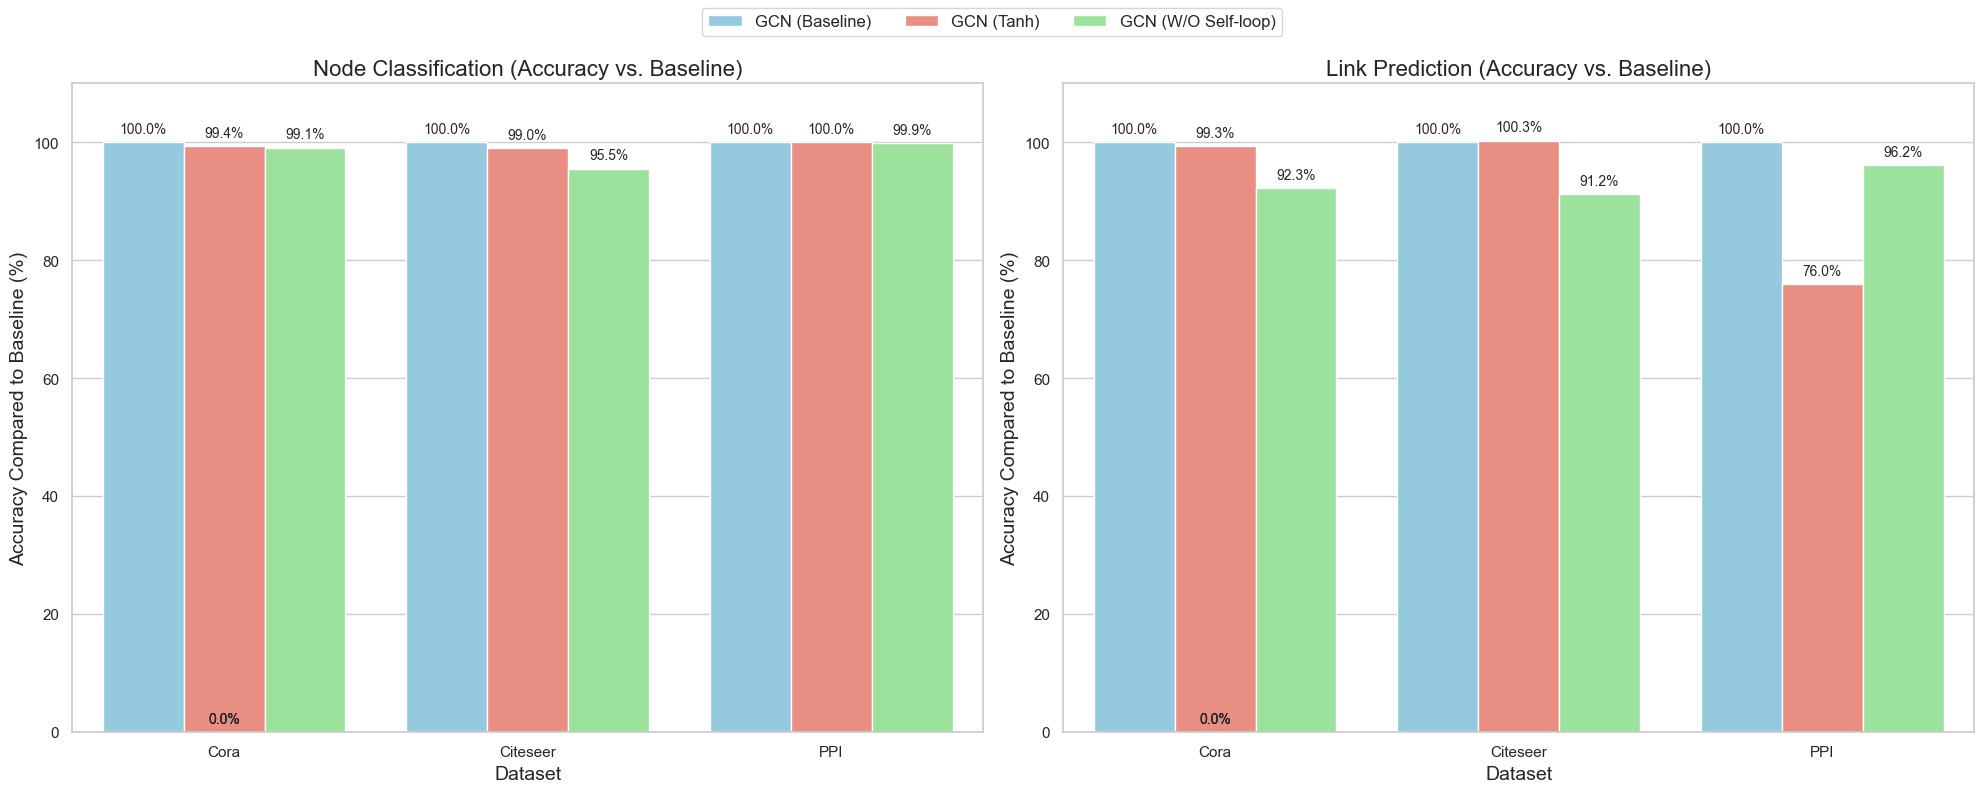 GCN (Baseline) GCN (Tanh) GCN (W/O Self-loop)
Node Classification (Accuracy vs. Baseline)
Accuracy Compared to Baseline (%)
100
80
60
40
20
0
100.0% 99.4% 99.1% 100.0% 99.0% 95.5% 100.0% 100.0% 99.9%
0.0%
Cora Citeseer PPI
Dataset
Link Prediction (Accuracy vs. Baseline)
Accuracy Compared to Baseline (%)
100
80
60
40
20
0
100.0% 99.3% 92.3% 100.0% 100.3% 91.2% 100.0% 76.0% 96.2%
0.0%
Cora Citeseer PPI
Dataset